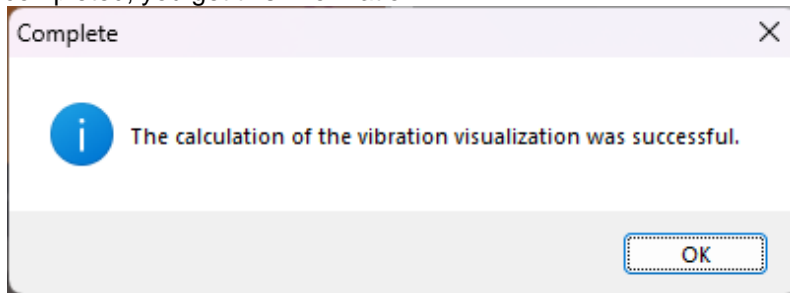 Complete
The calculation of the vibration visualization was successful.
OK